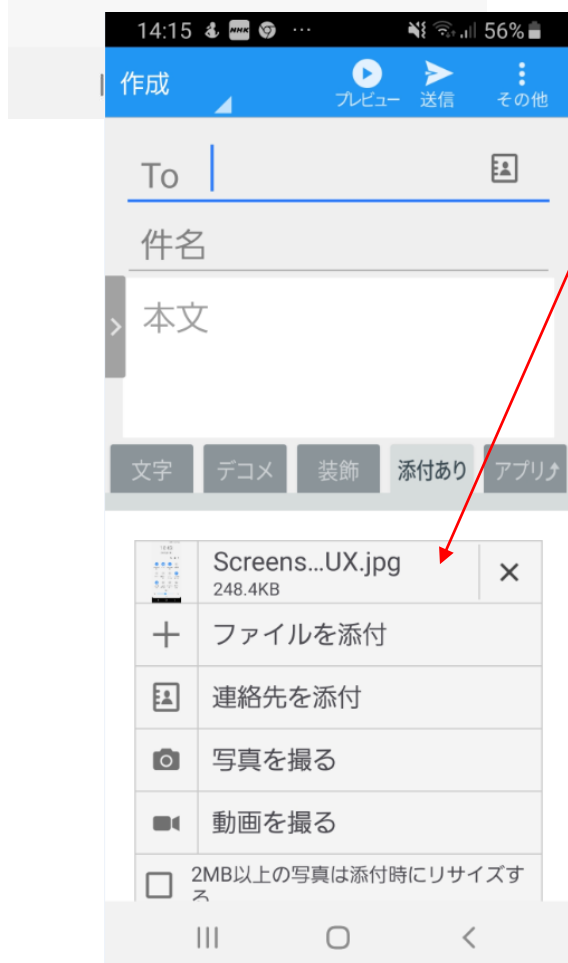 14:15 NHK … 56%
作成
プレビュー 送信 その他
To
件名
本文
文字 デコメ 装飾 添付あり アプリ
Screens...UX.jpg
248.4KB
ファイルを添付
連絡先を添付
写真を撮る
動画を撮る
2MB以上の写真は添付時にリサイズす
る